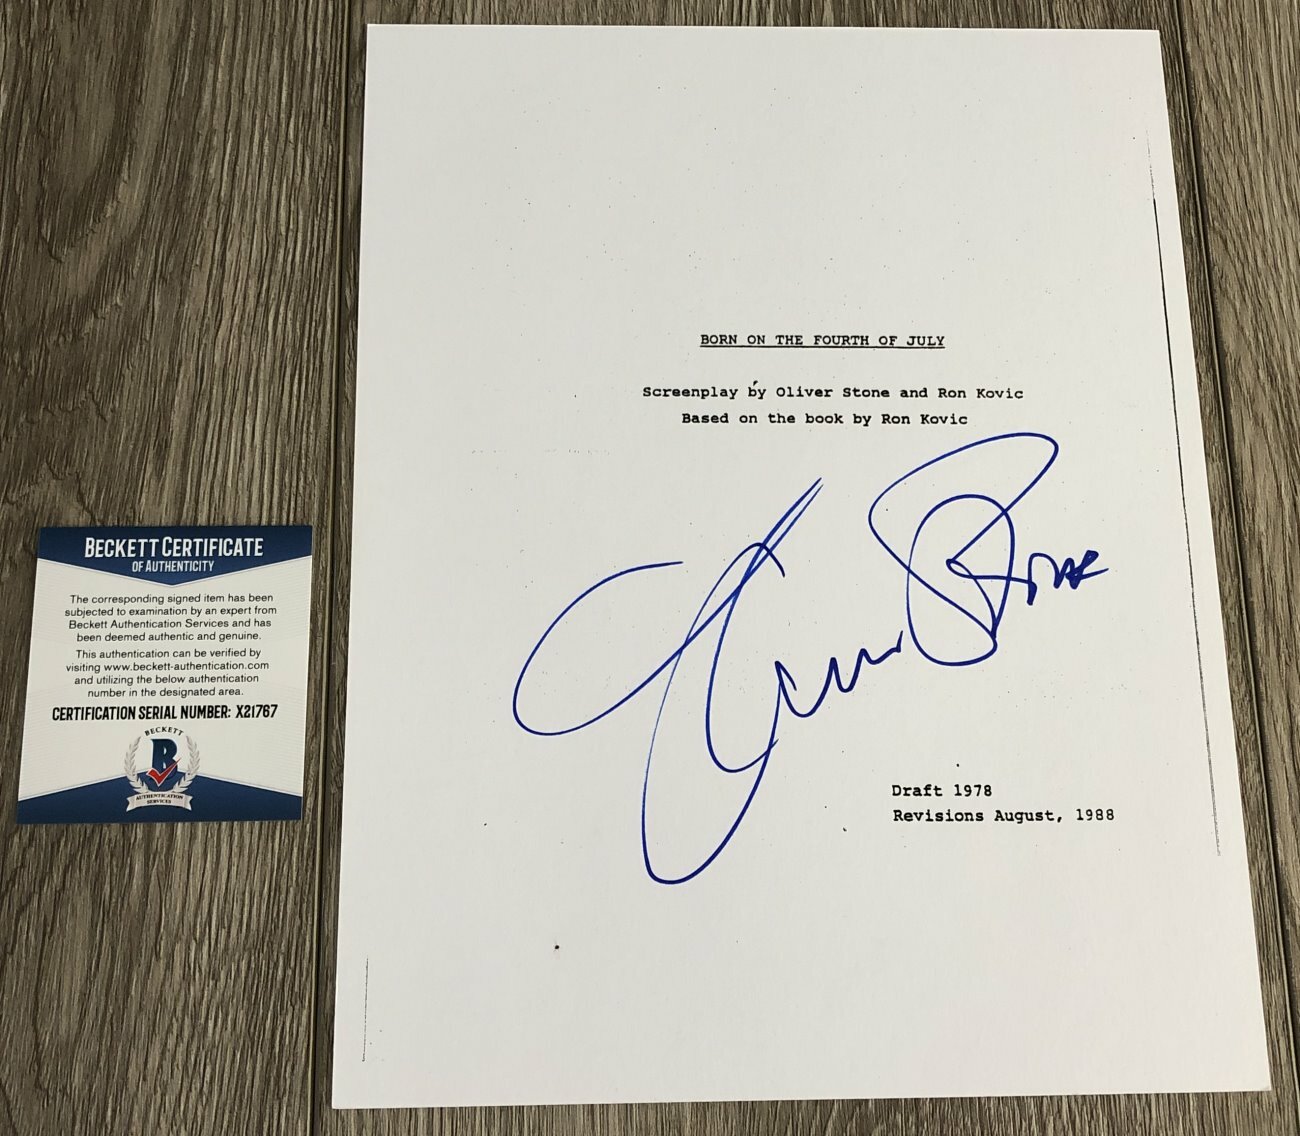 BORN ON THE FOURTH OF JULY
Screenplay by Oliver Stone and Ron Kovic
Based on the book by Ron Kovic
Draft 1978
Revisions August, 1988
BECKETT CERTIFICATE
OF AUTHENTICITY
The corresponding signed item has been
subjected to examination by an expert from
Beckett Authentication Services and has
been deemed authentic and genuine.
This authentication can be verified by
visiting www.beckett-authentication.com
and utilizing the below authentication
number in the designated area.
CERTIFICATION SERIAL NUMBER: X21767
BECKETT
B
AUTHENTICATION
SERVICES